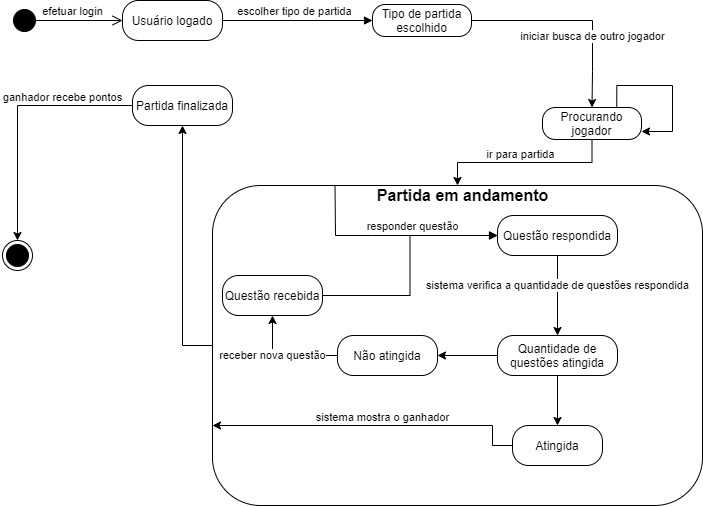 efetuar login
Usuário logado
escolher tipo de partida
Tipo de partida
escolhido
iniciar busca de outro jogador
ganhador recebe pontos
Partida finalizada
Procurando
jogador
ir para partida
Partida em andamento
responder questão
Questão respondida
sistema verifica a quantidade de questões respondida
Questão recebida
receber nova questão
Não atingida
Quantidade de
questões atingida
sistema mostra o ganhador
Atingida